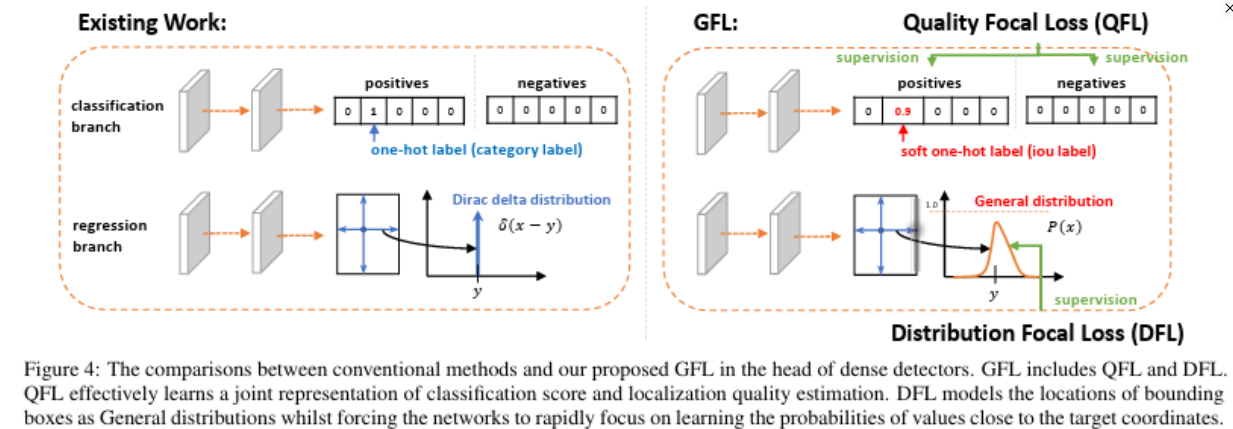 Existing Work:
GFL:
Quality Focal Loss (QFL)
classification
branch
positives
negatives
0 1 0 0 0
0 0 0 0 0
one-hot label (category label)
regression
branch
Dirac delta distribution
δ(x − y)
y
supervision
supervision
positives
negatives
0 0.9 0 0 0
0 0 0 0 0
soft one-hot label (iou label)
1.0
General distribution
P(x)
y
supervision
Distribution Focal Loss (DFL)
Figure 4: The comparisons between conventional methods and our proposed GFL in the head of dense detectors. GFL includes QFL and DFL.
QFL effectively learns a joint representation of classification score and localization quality estimation. DFL models the locations of bounding
boxes as General distributions whilst forcing the networks to rapidly focus on learning the probabilities of values close to the target coordinates.